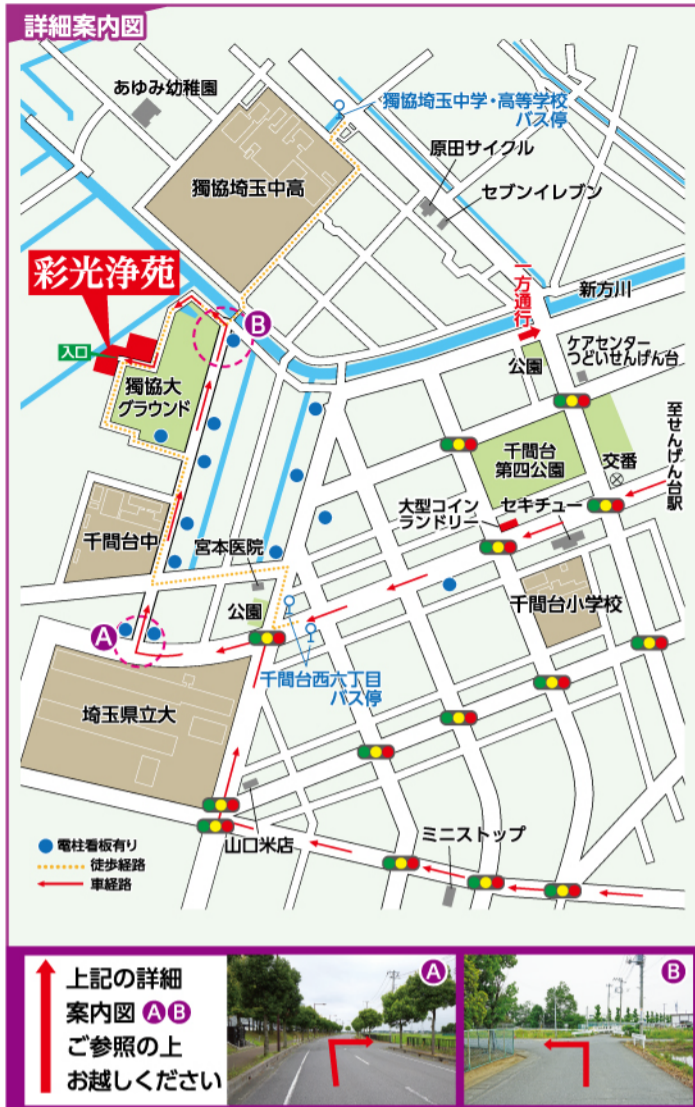 詳細案内図
あゆみ幼稚園
獨協埼玉中学・高等学校
バス停
原田サイクル
セブンイレブン
獨協埼玉中高
彩光浄苑
入口
B
一方通行
新方川
公園
ケアセンター
つどいせんげん台
獨協大
グラウンド
至せんげん台駅
千間台
第四公園
交番
大型コイン
ランドリー
セキチュー
千間台中
宮本医院
公園
千間台小学校
A
千間台西六丁目
バス停
埼玉県立大
山口米店
ミニストップ
電柱看板有り
徒歩経路
車経路
上記の詳細
案内図 A B
ご参照の上
お越しください
A
B